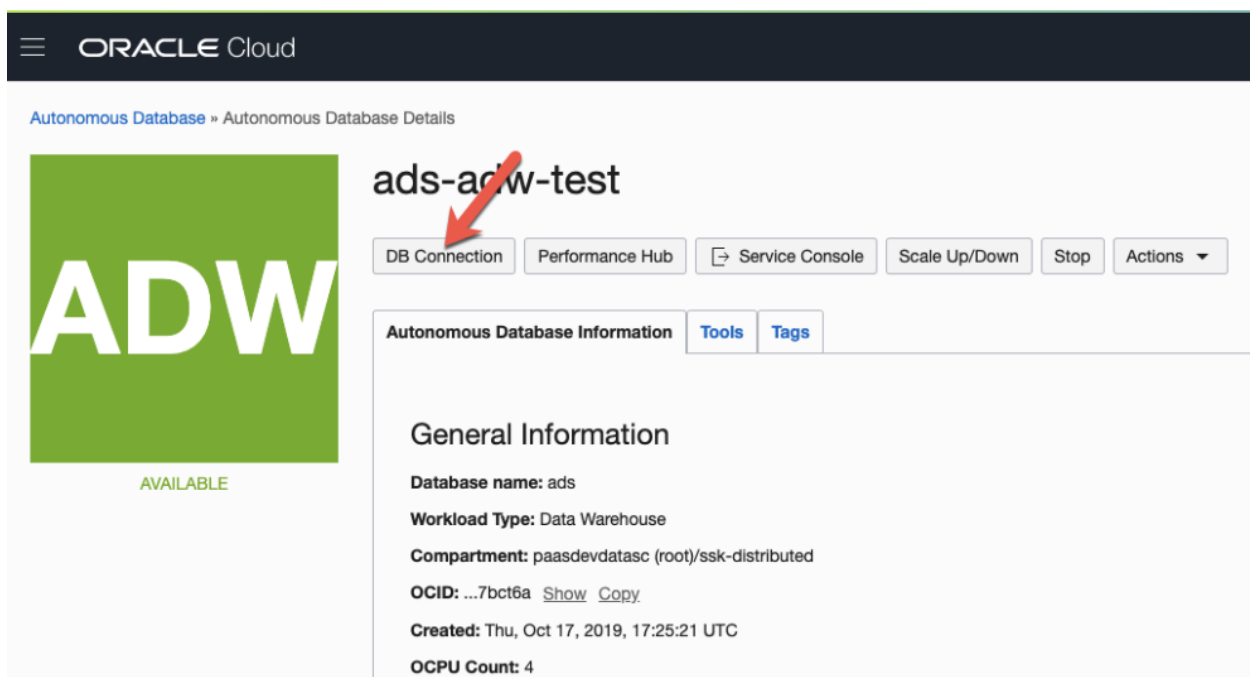 ORACLE Cloud
Autonomous Database » Autonomous Database Details
ADW
AVAILABLE
ads-adw-test
DB Connection Performance Hub Service Console Scale Up/Down Stop Actions
Autonomous Database Information Tools Tags
General Information
Database name: ads
Workload Type: Data Warehouse
Compartment: paasdevdatasc (root)/ssk-distributed
OCID: ...7bct6a Show Copy
Created: Thu, Oct 17, 2019, 17:25:21 UTC
OCPU Count: 4